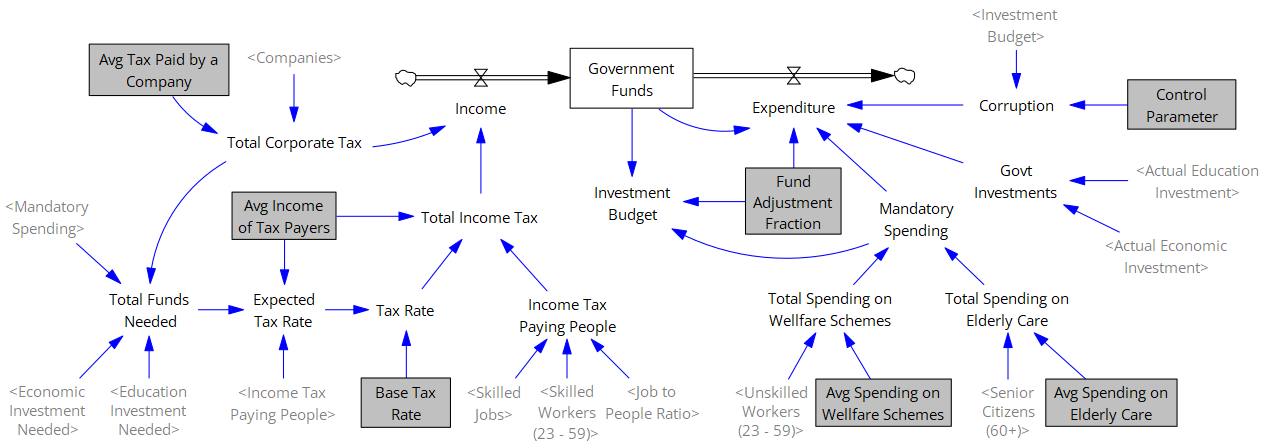 <Investment
Budget>
Avg Tax Paid by a
Company
<Companies>
Government
Funds
Income
Expenditure
Corruption
Control
Parameter
Total Corporate Tax
Govt
Investments
<Actual Education
Investment>
Fund
Adjustment
Fraction
Investment
Budget
<Mandatory
Spending>
Avg Income
of Tax Payers
Total Income Tax
Mandatory
Spending
<Actual Economic
Investment>
Total Funds
Needed
Expected
Tax Rate
Tax Rate
Income Tax
Paying People
Total Spending on
Wellfare Schemes
Total Spending on
Elderly Care
<Economic
Investment
Needed>
<Education
Investment
Needed>
<Income Tax
Paying People>
Base Tax
Rate
<Skilled
Jobs>
<Skilled
Workers
(23 - 59)>
<Job to
People Ratio>
<Unskilled
Workers
(23 - 59)>
Avg Spending on
Wellfare Schemes
<Senior
Citizens
(60+)>
Avg Spending on
Elderly Care